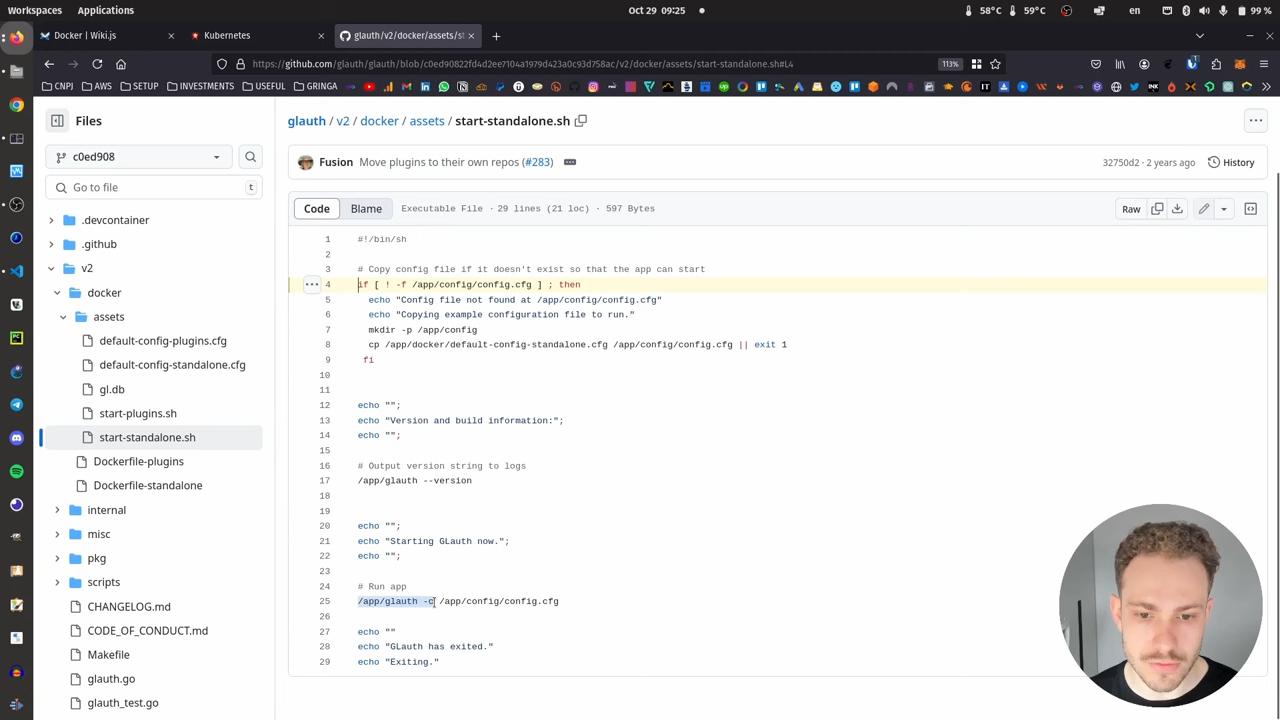 Workspaces Applications Oct 29 09:25 58°C 59°C en 99 %
Docker | Wiki.js Kubernetes glauth/v2/docker/assets/st
https://github.com/glauth/glauth/blob/c0ed90822fd4d2ee7104a1979d423a0c93d758ac/v2/docker/assets/start-standalone.sh#L4 113%
CNPJ AWS SETUP INVESTMENTS USEFUL GRINGA
Files
glauth / v2 / docker / assets / start-standalone.sh
c0ed908
Fusion Move plugins to their own repos (#283) 32750d2 · 2 years ago History
Go to file t
Code Blame Executable File · 29 lines (21 loc) · 597 Bytes Raw
.devcontainer
.github
v2
docker
assets
default-config-plugins.cfg
default-config-standalone.cfg
gl.db
start-plugins.sh
start-standalone.sh
Dockerfile-plugins
Dockerfile-standalone
internal
misc
pkg
scripts
CHANGELOG.md
CODE_OF_CONDUCT.md
Makefile
glauth.go
glauth_test.go
1 #!/bin/sh
2
3 # Copy config file if it doesn't exist so that the app can start
4 if [ ! -f /app/config/config.cfg ] ; then
5 echo "Config file not found at /app/config/config.cfg"
6 echo "Copying example configuration file to run."
7 mkdir -p /app/config
8 cp /app/docker/default-config-standalone.cfg /app/config/config.cfg || exit 1
9 fi
10
11
12 echo "";
13 echo "Version and build information:";
14 echo "";
15
16 # Output version string to logs
17 /app/glauth --version
18
19
20 echo "";
21 echo "Starting GLauth now.";
22 echo "";
23
24 # Run app
25 /app/glauth -c /app/config/config.cfg
26
27 echo ""
28 echo "GLauth has exited."
29 echo "Exiting."